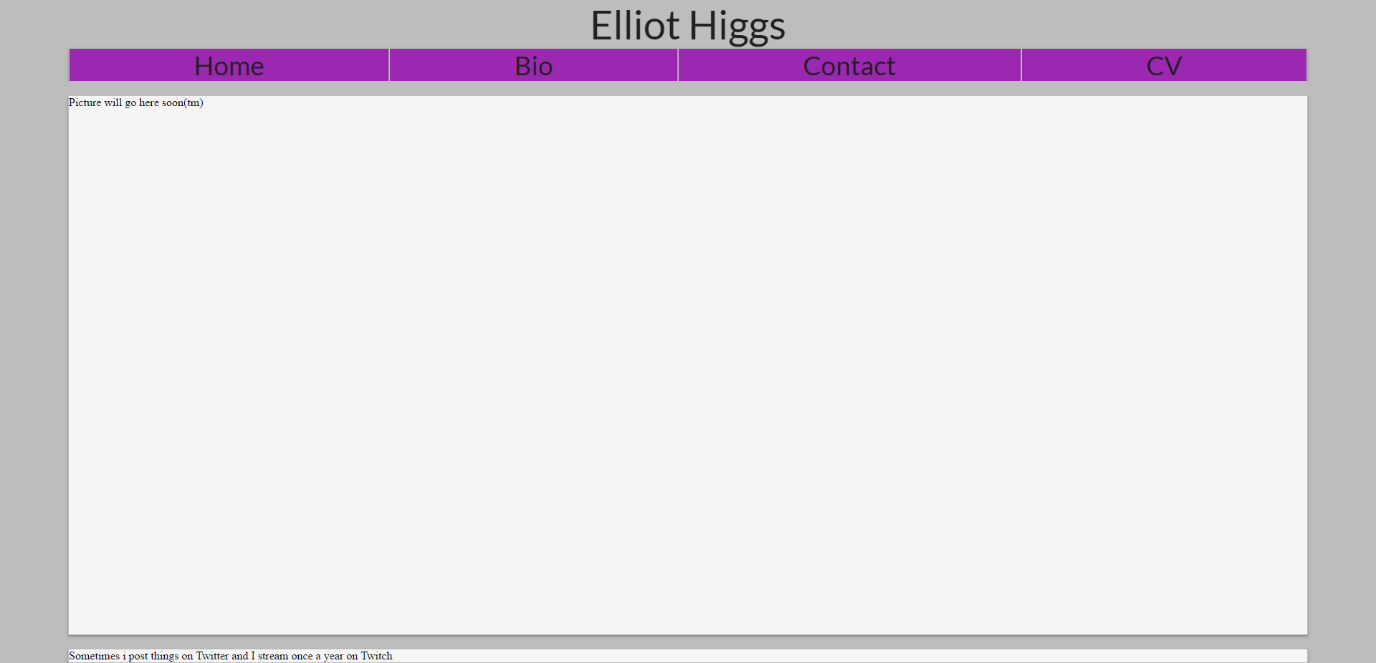 Elliot Higgs
Home Bio Contact CV
Picture will go here soon(tm)
Sometimes i post things on Twitter and I stream once a year on Twitch